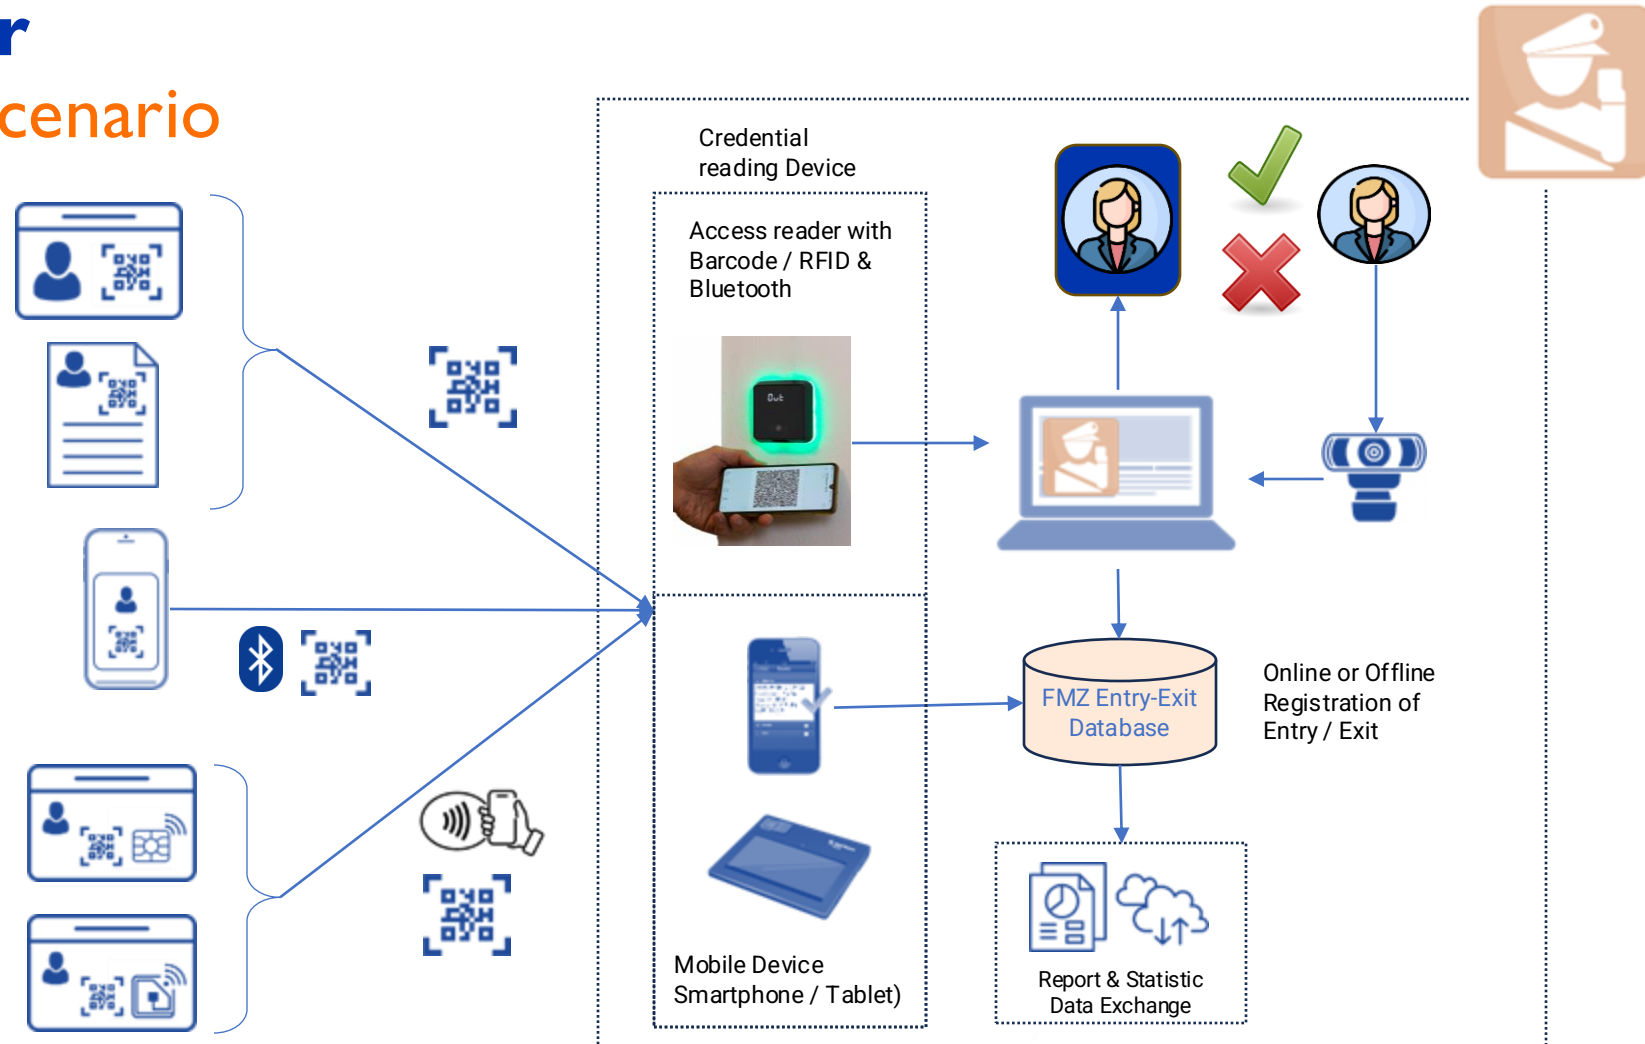 r
cenario
Credential
reading Device
Access reader with
Barcode / RFID &
Bluetooth
Out
Mobile Device
Smartphone / Tablet)
FMZ Entry-Exit
Database
Online or Offline
Registration of
Entry / Exit
Report & Statistic
Data Exchange